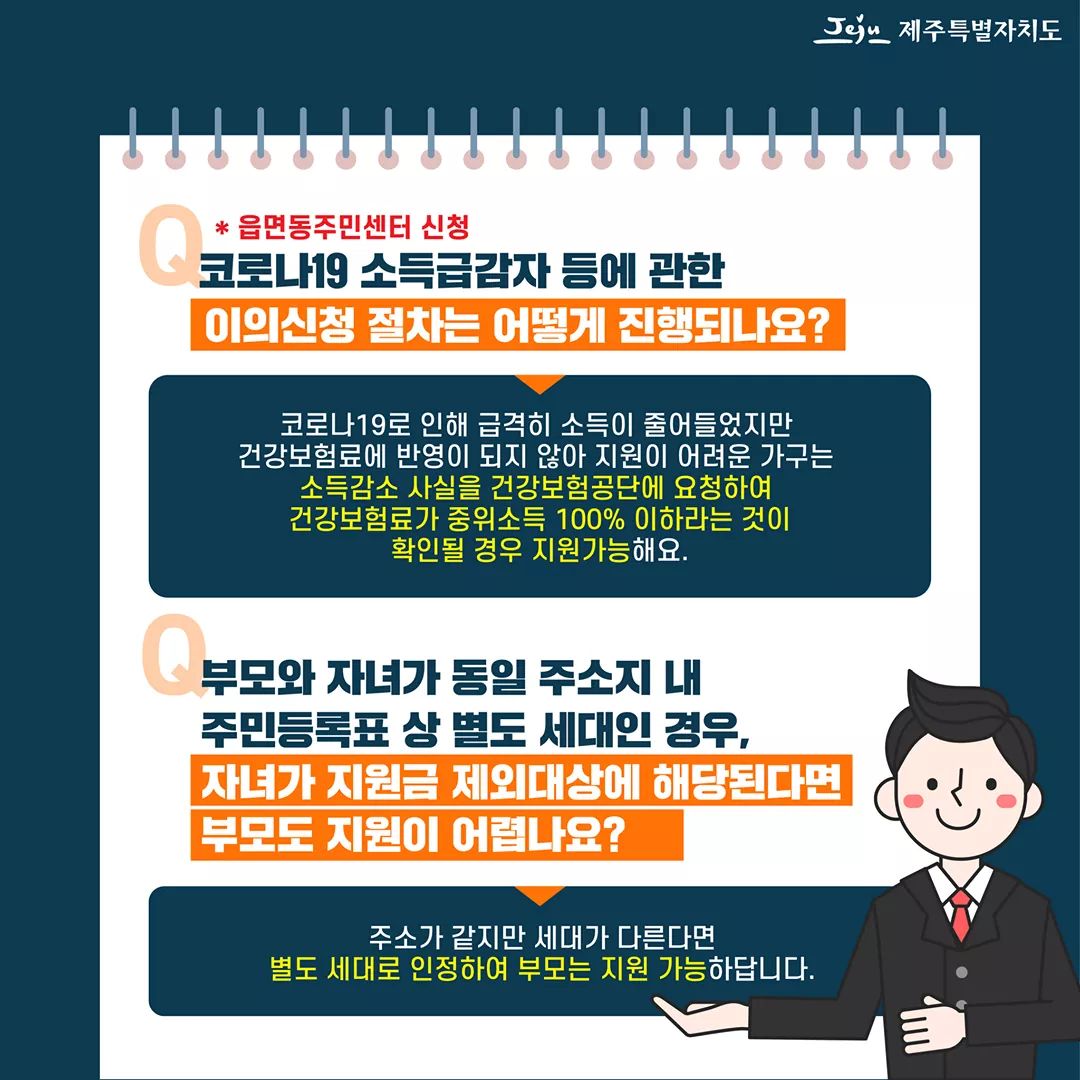 Jeju 제주특별자치도
Q
* 읍면동주민센터 신청
코로나19 소득급감자 등에 관한
이의신청 절차는 어떻게 진행되나요?
코로나19로 인해 급격히 소득이 줄어들었지만
건강보험료에 반영이 되지 않아 지원이 어려운 가구는
소득감소 사실을 건강보험공단에 요청하여
건강보험료가 중위소득 100% 이하라는 것이
확인될 경우 지원가능해요.
Q
부모와 자녀가 동일 주소지 내
주민등록표 상 별도 세대인 경우,
자녀가 지원금 제외대상에 해당된다면
부모도 지원이 어렵나요?
주소가 같지만 세대가 다른다면
별도 세대로 인정하여 부모는 지원 가능하답니다.